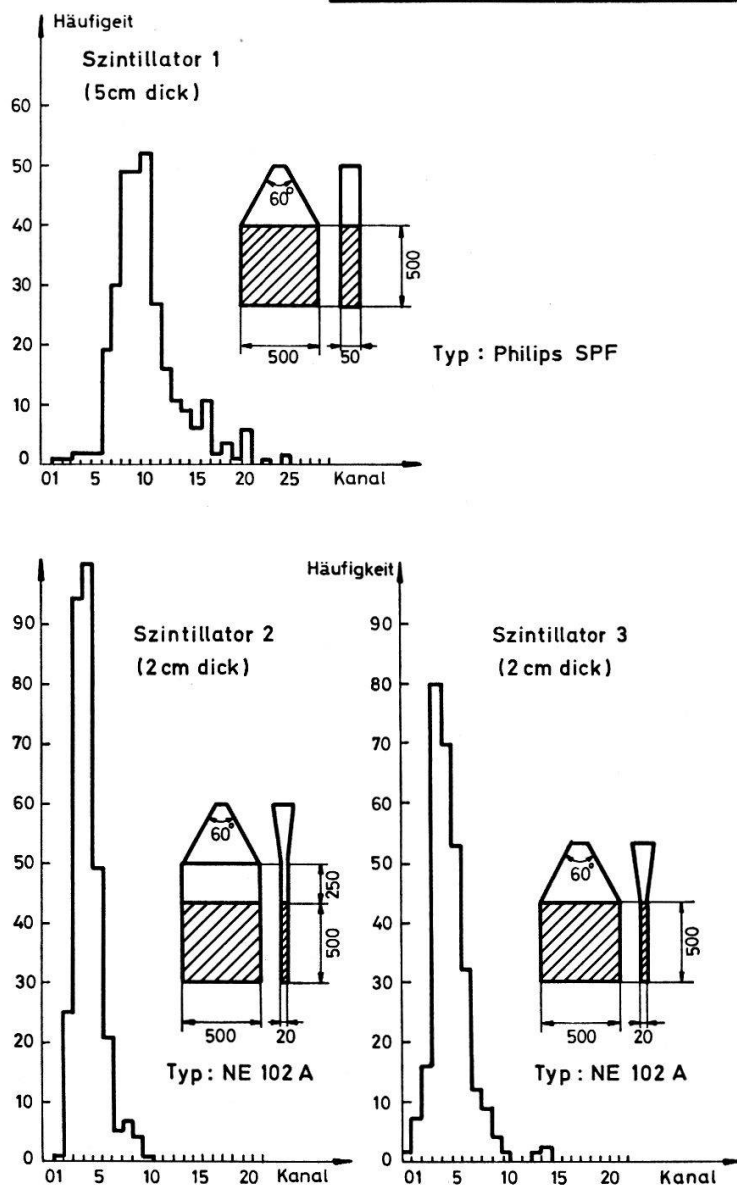 Häufigeit
Szintillator 1
(5cm dick)
60
50
40
30
20
10
0
60°
500
500
50
Typ : Philips SPF
01 5 10 15 20 25 Kanal
Häufigkeit
90
80
70
60
50
40
30
20
10
0
Szintillator 2
(2cm dick)
60°
250
500
500
20
Typ : NE 102 A
01 5 10 15 20 Kanal
90
80
70
60
50
40
30
20
10
0
Szintillator 3
(2cm dick)
60°
500
500
20
Typ : NE 102 A
01 5 10 15 20 Kanal